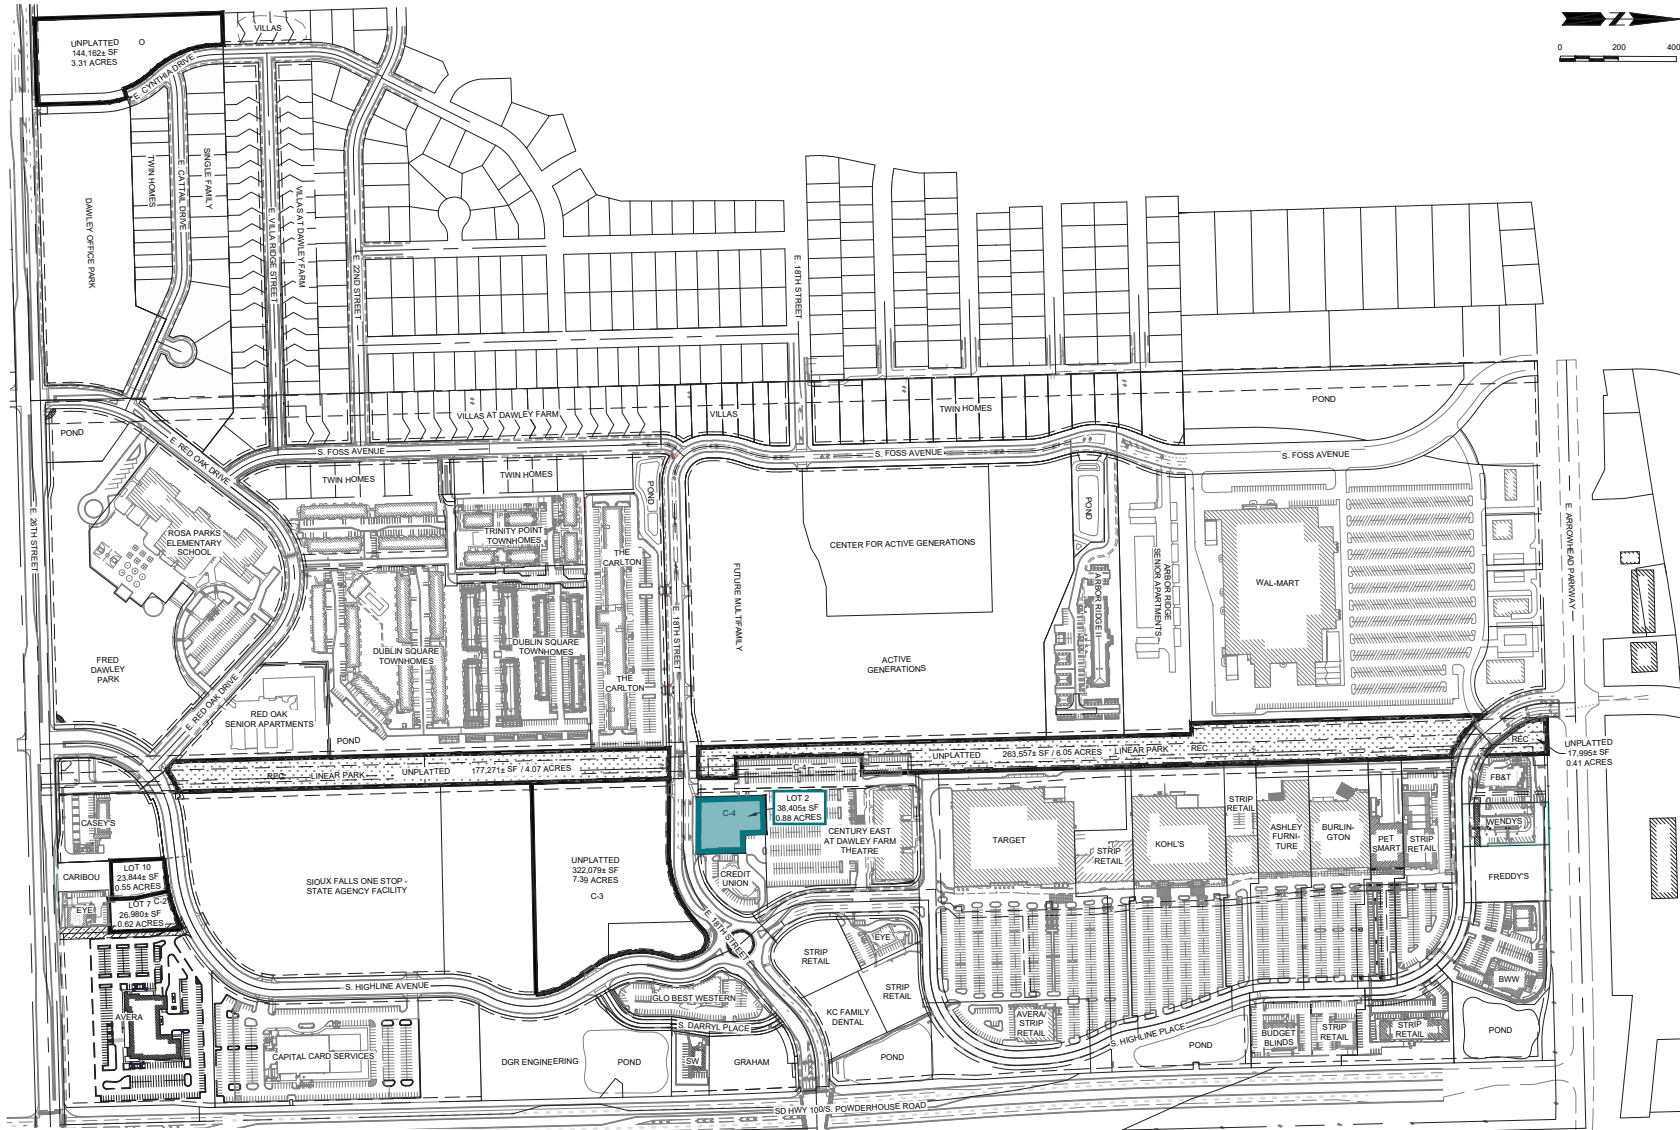 UNPLATTED O
144,162± SF
3.31 ACRES
VILLAS
E. CYNTHIA DRIVE
Z
0 200 400
DAWLEY OFFICE PARK
TWIN HOMES
E. CATTAIL DRIVE
SINGLE FAMILY
E. VILLA RIDGE STREET
VILLAS AT DAWLEY FARM
E. 22ND STREET
E. 18TH STREET
POND
E. RED OAK DRIVE
VILLAS AT DAWLEY FARM
VILLAS
TWIN HOMES
POND
S. FOSS AVENUE
S. FOSS AVENUE
S. FOSS AVENUE
TWIN HOMES
TWIN HOMES
POND
POND
E. 26TH STREET
ROSA PARKS
ELEMENTARY
SCHOOL
TRINITY POINT
TOWNHOMES
THE
CARLTON
E. 18TH STREET
FUTURE MULTIFAMILY
CENTER FOR ACTIVE GENERATIONS
ARBOR RIDGE II
ARBOR RIDGE
SENIOR APARTMENTS
WAL-MART
E. ARROWHEAD PARKWAY
FRED
DAWLEY
PARK
DUBLIN SQUARE
TOWNHOMES
DUBLIN SQUARE
TOWNHOMES
THE
CARLTON
ACTIVE
GENERATIONS
E. RED OAK DRIVE
RED OAK
SENIOR APARTMENTS
POND
REC LINEAR PARK UNPLATTED 177,271± SF / 4.07 ACRES
UNPLATTED 263,557± SF / 6.05 ACRES LINEAR PARK REC
REC
UNPLATTED
17,995± SF
0.41 ACRES
C-4
FB&T
CASEY'S
C-4
LOT 2
38,405± SF
0.88 ACRES
CENTURY EAST
AT DAWLEY FARM
THEATRE
TARGET
STRIP
RETAIL
KOHL'S
STRIP
RETAIL
ASHLEY
FURNI-
TURE
BURLIN-
GTON
PET
SMART
STRIP
RETAIL
WENDYS
CARIBOU
LOT 10
23,844± SF
0.55 ACRES
C-2
EYE
LOT 7
26,980± SF
0.62 ACRES
SIOUX FALLS ONE STOP -
STATE AGENCY FACILITY
UNPLATTED
322,079± SF
7.39 ACRES
C-3
CREDIT
UNION
FREDDY'S
E. 18TH STREET
EYE
STRIP
RETAIL
BWW
S. HIGHLINE AVENUE
GLO BEST WESTERN
STRIP
RETAIL
AVERA
KC FAMILY
DENTAL
AVERA/
STRIP
RETAIL
S. DARRYL PLACE
S. HIGHLINE PLACE
BUDGET
BLINDS
STRIP
RETAIL
STRIP
RETAIL
POND
CAPITAL CARD SERVICES
DGR ENGINEERING
POND
SW
GRAHAM
POND
POND
SD HWY 100/S. POWDERHOUSE ROAD